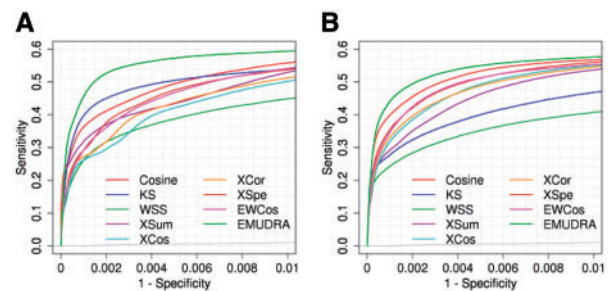 A
B
Sensitivity
0.6
0.5
0.4
0.3
0.2
0.1
0.0
Cosine
KS
WSS
XSum
XCos
XCor
XSpe
EWCos
EMUDRA
0 0.002 0.004 0.006 0.008 0.01
1 - Specificity
Sensitivity
0.6
0.5
0.4
0.3
0.2
0.1
0.0
Cosine
KS
WSS
XSum
XCos
XCor
XSpe
EWCos
EMUDRA
0 0.002 0.004 0.006 0.008 0.01
1 - Specificity